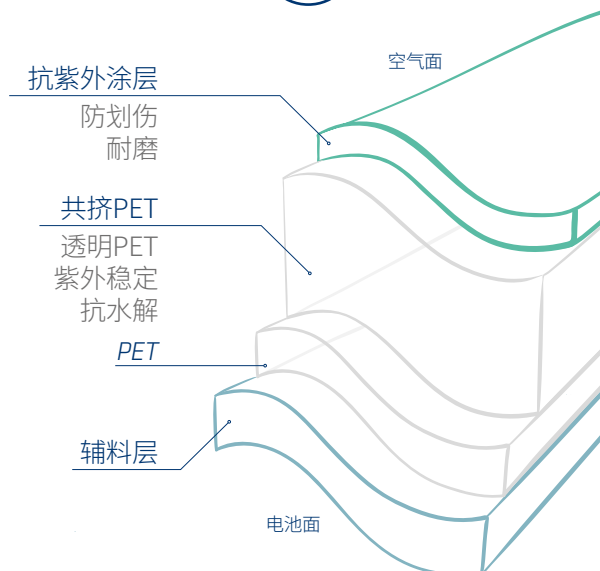 空气面
抗紫外涂层
防划伤
耐磨
共挤PET
透明PET
紫外稳定
抗水解
PET
辅料层
电池面